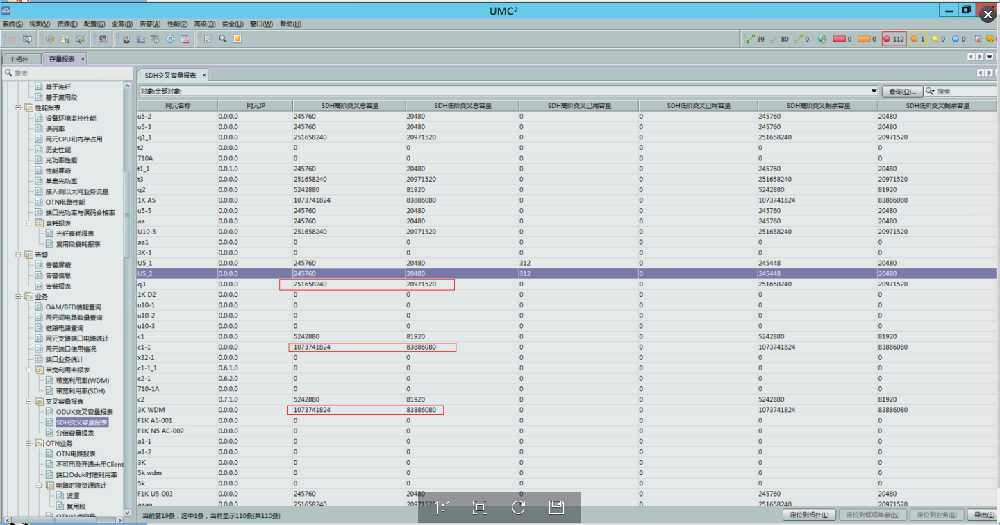 UMC²
系统(S) 视图(V) 资源(E) 配置(G) 业务(B) 告警(A) 性能(P) 高级(D) 安全(U) 窗口(W) 帮助(H)
39 80 0 0 0 112 1 0 0
主拓扑 存量报表 ×
搜索
基于连纤
基于复用段
性能报表
设备环境监控性能
误码率
网元CPU和内存占用
历史性能
光功率性能
性能屏蔽
单盘光功率
接入侧以太网业务流量
OTN电路性能
端口光功率与误码合格率
衰耗报表
光纤衰耗报表
复用段衰耗报表
告警
告警屏蔽
告警信息
告警报表
业务
OAM/BFD使能查询
网元间电路数量查询
链路电路查询
网元支路端口电路统计
网元端口使用情况
端口业务统计
带宽利用率报表
带宽利用率(WDM)
带宽利用率(SDH)
交叉容量报表
ODUK交叉容量报表
SDH交叉容量报表
分组容量报表
OTN业务
OTN电路报表
不可用及开通未用Client
端口Oduk时隙利用率
电路时隙资源统计
波道
复用段
OTN站点容量
SDH交叉容量报表 ×
对象:全部对象;
查询(Q)... 搜索
网元名称 网元IP SDH高阶交叉总容量 SDH低阶交叉总容量 SDH高阶交叉已用容量 SDH低阶交叉已用容量 SDH高阶交叉剩余容量 SDH低阶交叉剩余容量
u5-2 0.0.0.0 245760 20480 0 0 245760 20480
u5-3 0.0.0.0 245760 20480 0 0 245760 20480
q1_1 0.0.0.0 251658240 20971520 0 0 251658240 20971520
t2 0.0.0.0 0 0 0 0 0 0
710A 0.0.0.0 0 0 0 0 0 0
t1_1 0.0.1.0 245760 20480 0 0 245760 20480
t3 0.0.0.0 251658240 20971520 0 0 251658240 20971520
q2 0.0.0.0 5242880 81920 0 0 5242880 81920
1K A5 0.0.0.0 1073741824 83886080 0 0 1073741824 83886080
u5-5 0.0.0.0 245760 20480 0 0 245760 20480
aa 0.0.0.0 245760 20480 0 0 245760 20480
U10-5 0.0.0.0 251658240 20971520 0 0 251658240 20971520
aa1 0.0.0.0 0 0 0 0 0 0
3K-1 0.0.0.0 0 0 0 0 0 0
U5_1 0.0.0.0 245760 20480 312 0 245448 20480
U5_2 0.0.0.0 245760 20480 312 0 245448 20480
q3 0.0.0.0 251658240 20971520 0 0 251658240 20971520
1K D2 0.0.0.0 0 0 0 0 0 0
u10-1 0.0.0.0 0 0 0 0 0 0
u10-2 0.0.0.0 0 0 0 0 0 0
u10-3 0.0.0.0 0 0 0 0 0 0
c1 0.0.0.0 5242880 81920 0 0 5242880 81920
c1-1 0.0.0.0 1073741824 83886080 0 0 1073741824 83886080
x32-1 0.0.0.0 0 0 0 0 0 0
c1-1_1 0.6.1.0 0 0 0 0 0 0
c2-1 0.6.2.0 0 0 0 0 0 0
710-1A 0.0.0.0 0 0 0 0 0 0
c2 0.7.1.0 5242880 81920 0 0 5242880 81920
3K WDM 0.0.0.0 1073741824 83886080 0 0 1073741824 83886080
F1K A5-001 0.0.0.0 0 0 0 0 0 0
F1K N5 AC-002 0.0.0.0 0 0 0 0 0 0
a1-1 0.0.0.0 0 0 0 0 0 0
a1-2 0.0.0.0 0 0 0 0 0 0
3K 0.0.0.0 0 0 0 0 0 0
5k wdm 0.0.0.0 0 0 0 0 0 0
5k 0.0.0.0 0 0 0 0 0 0
F1K U5-003 0.0.0.0 245760 20480 0 0 245760 20480
aaaa 0.0.0.0 251658240 20971520 0 0 251658240 20971520
1:1
当前第19条，选中1条，当前显示110条(共110条)
定位到拓扑(L) 定位到框或单盘(N) 定位到业务(B) 导出(E)